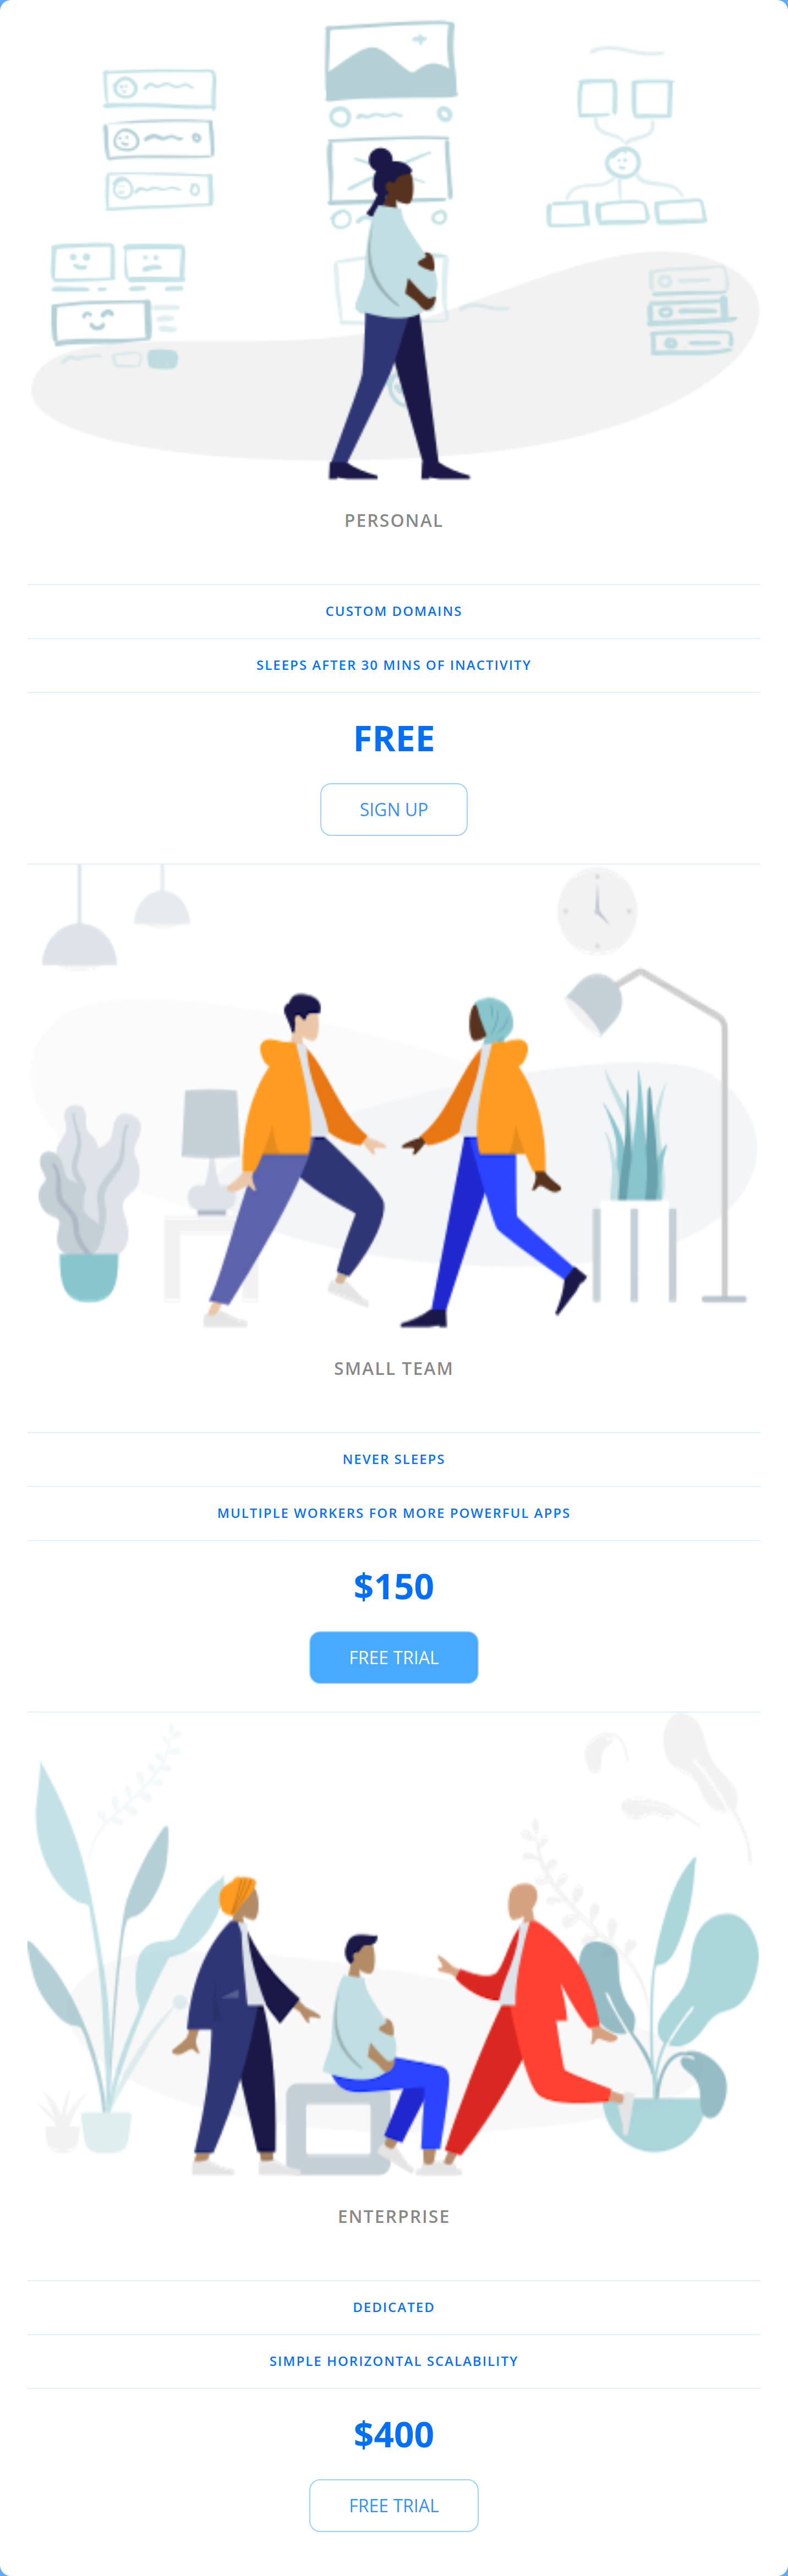 PERSONAL
CUSTOM DOMAINS
SLEEPS AFTER 30 MINS OF INACTIVITY
FREE
SIGN UP
SMALL TEAM
NEVER SLEEPS
MULTIPLE WORKERS FOR MORE POWERFUL APPS
$150
FREE TRIAL
ENTERPRISE
DEDICATED
SIMPLE HORIZONTAL SCALABILITY
$400
FREE TRIAL